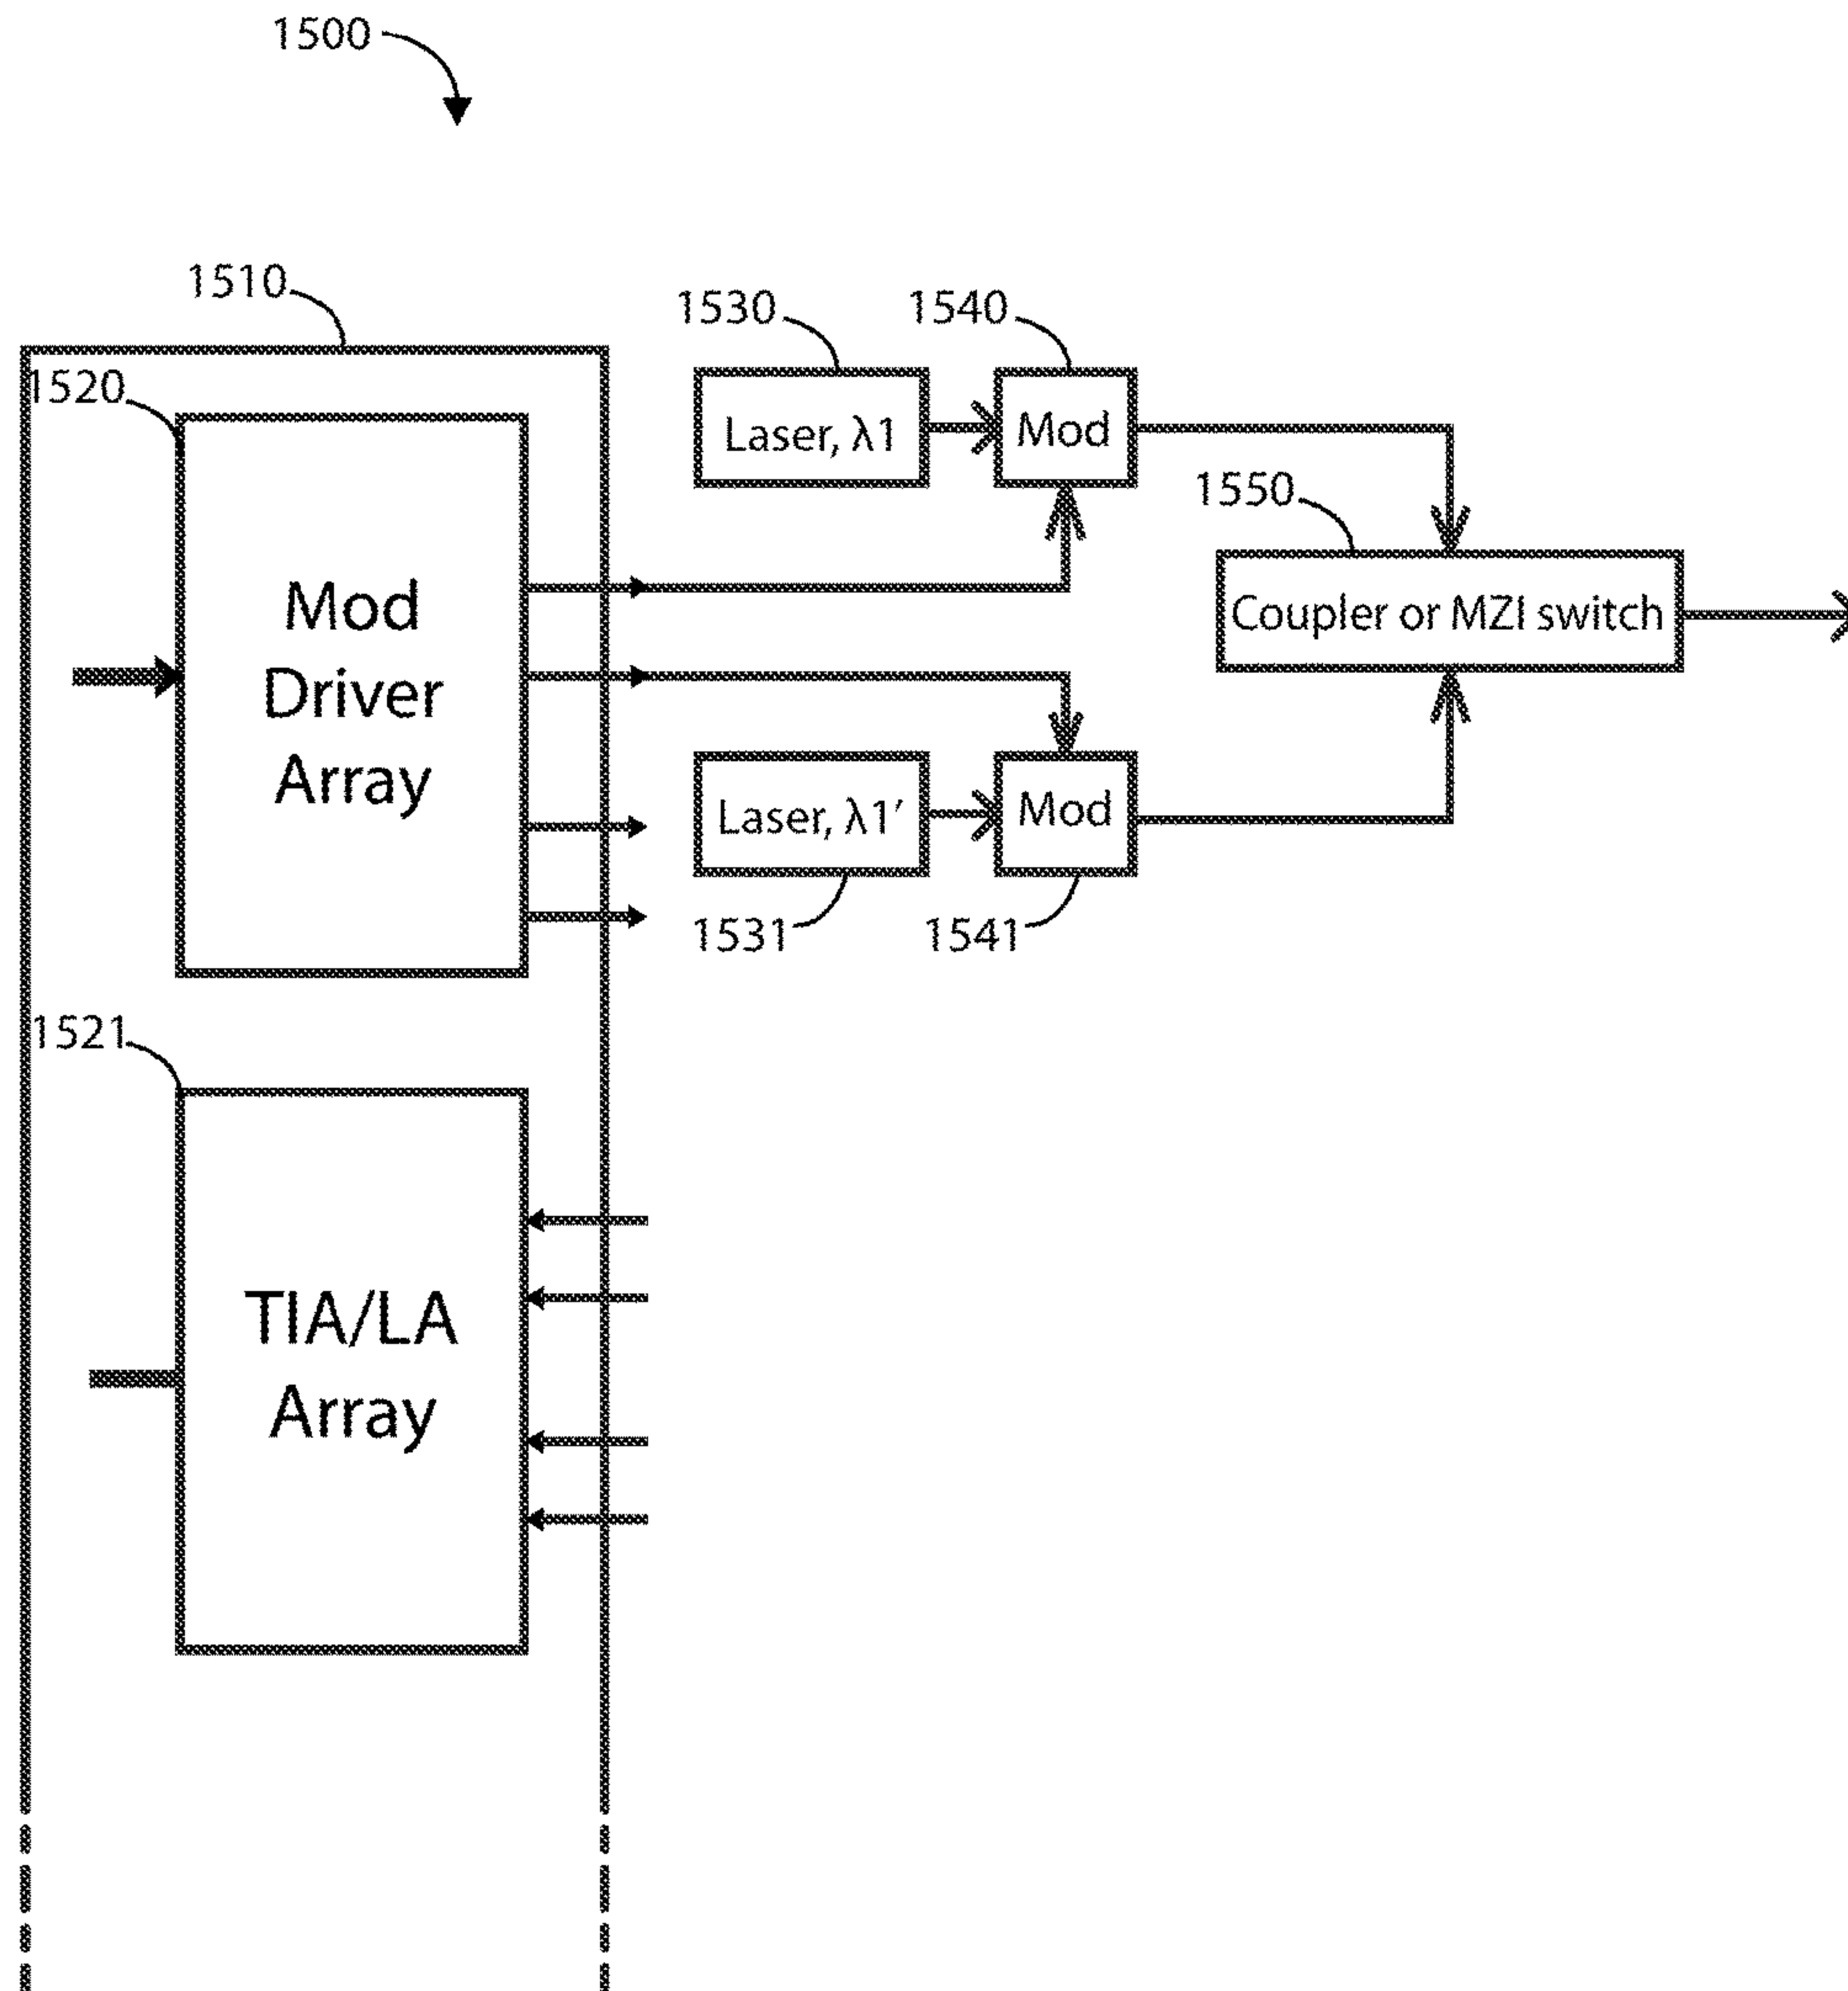 1500
1510
1530
1540
1520
Laser, λ1
Mod
1550
Mod
Driver
Array
Coupler or MZI switch
Laser, λ1′
Mod
1531
1541
1521
TIA/LA
Array